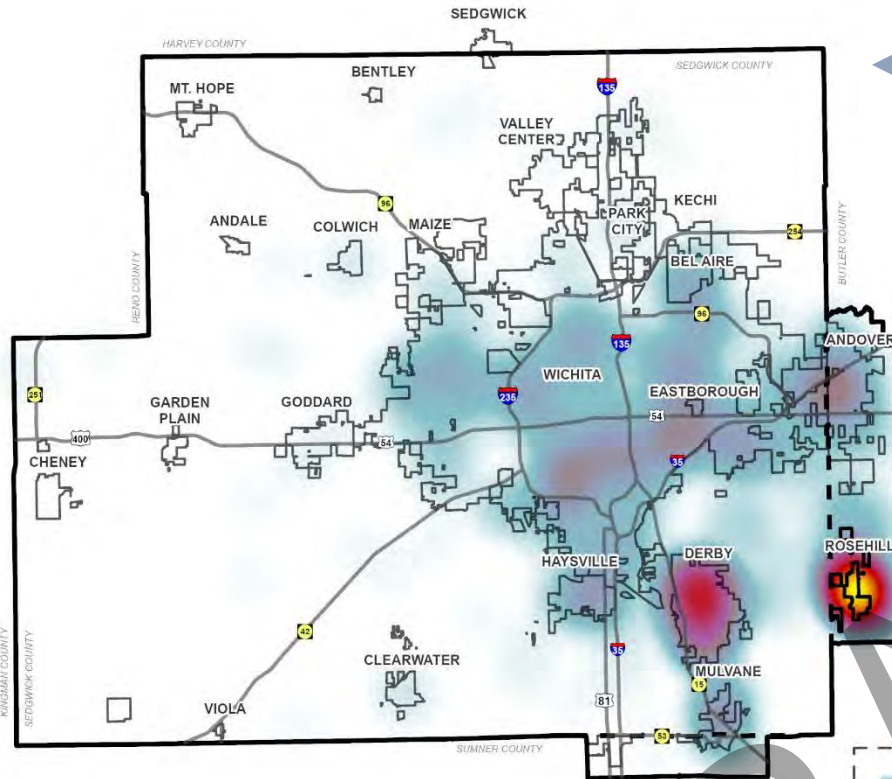 SEDGWICK
HARVEY COUNTY
SEDGWICK COUNTY
BENTLEY
MT. HOPE
135
VALLEY
CENTER
96
KECHI
PARK
CITY
ANDALE
COLWICH
MAIZE
254
BEL AIRE
RENO COUNTY
BUTLER COUNTY
96
135
ANDOVER
WICHITA
251
235
EASTBOROUGH
GARDEN
PLAIN
GODDARD
54
400
54
CHENEY
35
ROSEHILL
HAYSVILLE
DERBY
42
35
CLEARWATER
MULVANE
KINGMAN COUNTY
SEDGWICK COUNTY
15
81
VIOLA
53
SUMNER COUNTY